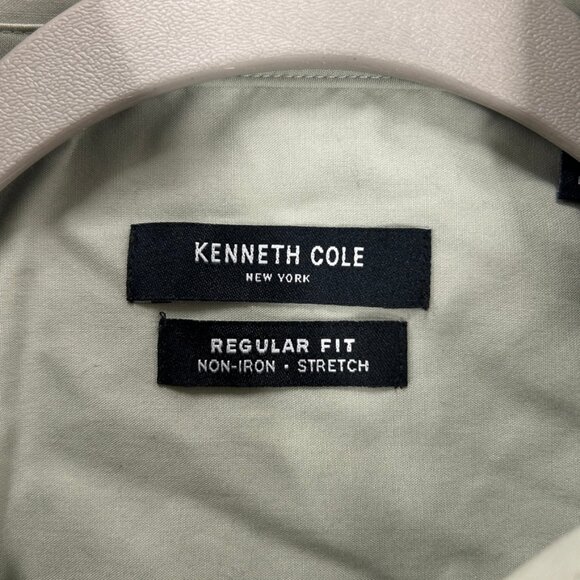 KENNETH COLE
NEW YORK
REGULAR FIT
NON-IRON • STRETCH